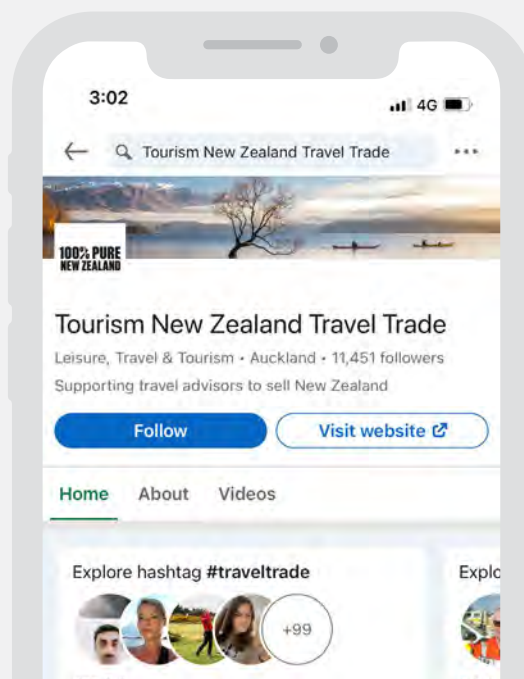 3:02
4G
Tourism New Zealand Travel Trade
100% PURE
NEW ZEALAND
Tourism New Zealand Travel Trade
Leisure, Travel & Tourism • Auckland • 11,451 followers
Supporting travel advisors to sell New Zealand
Follow
Visit website
Home About Videos
Explore hashtag #traveltrade
Explo
+99